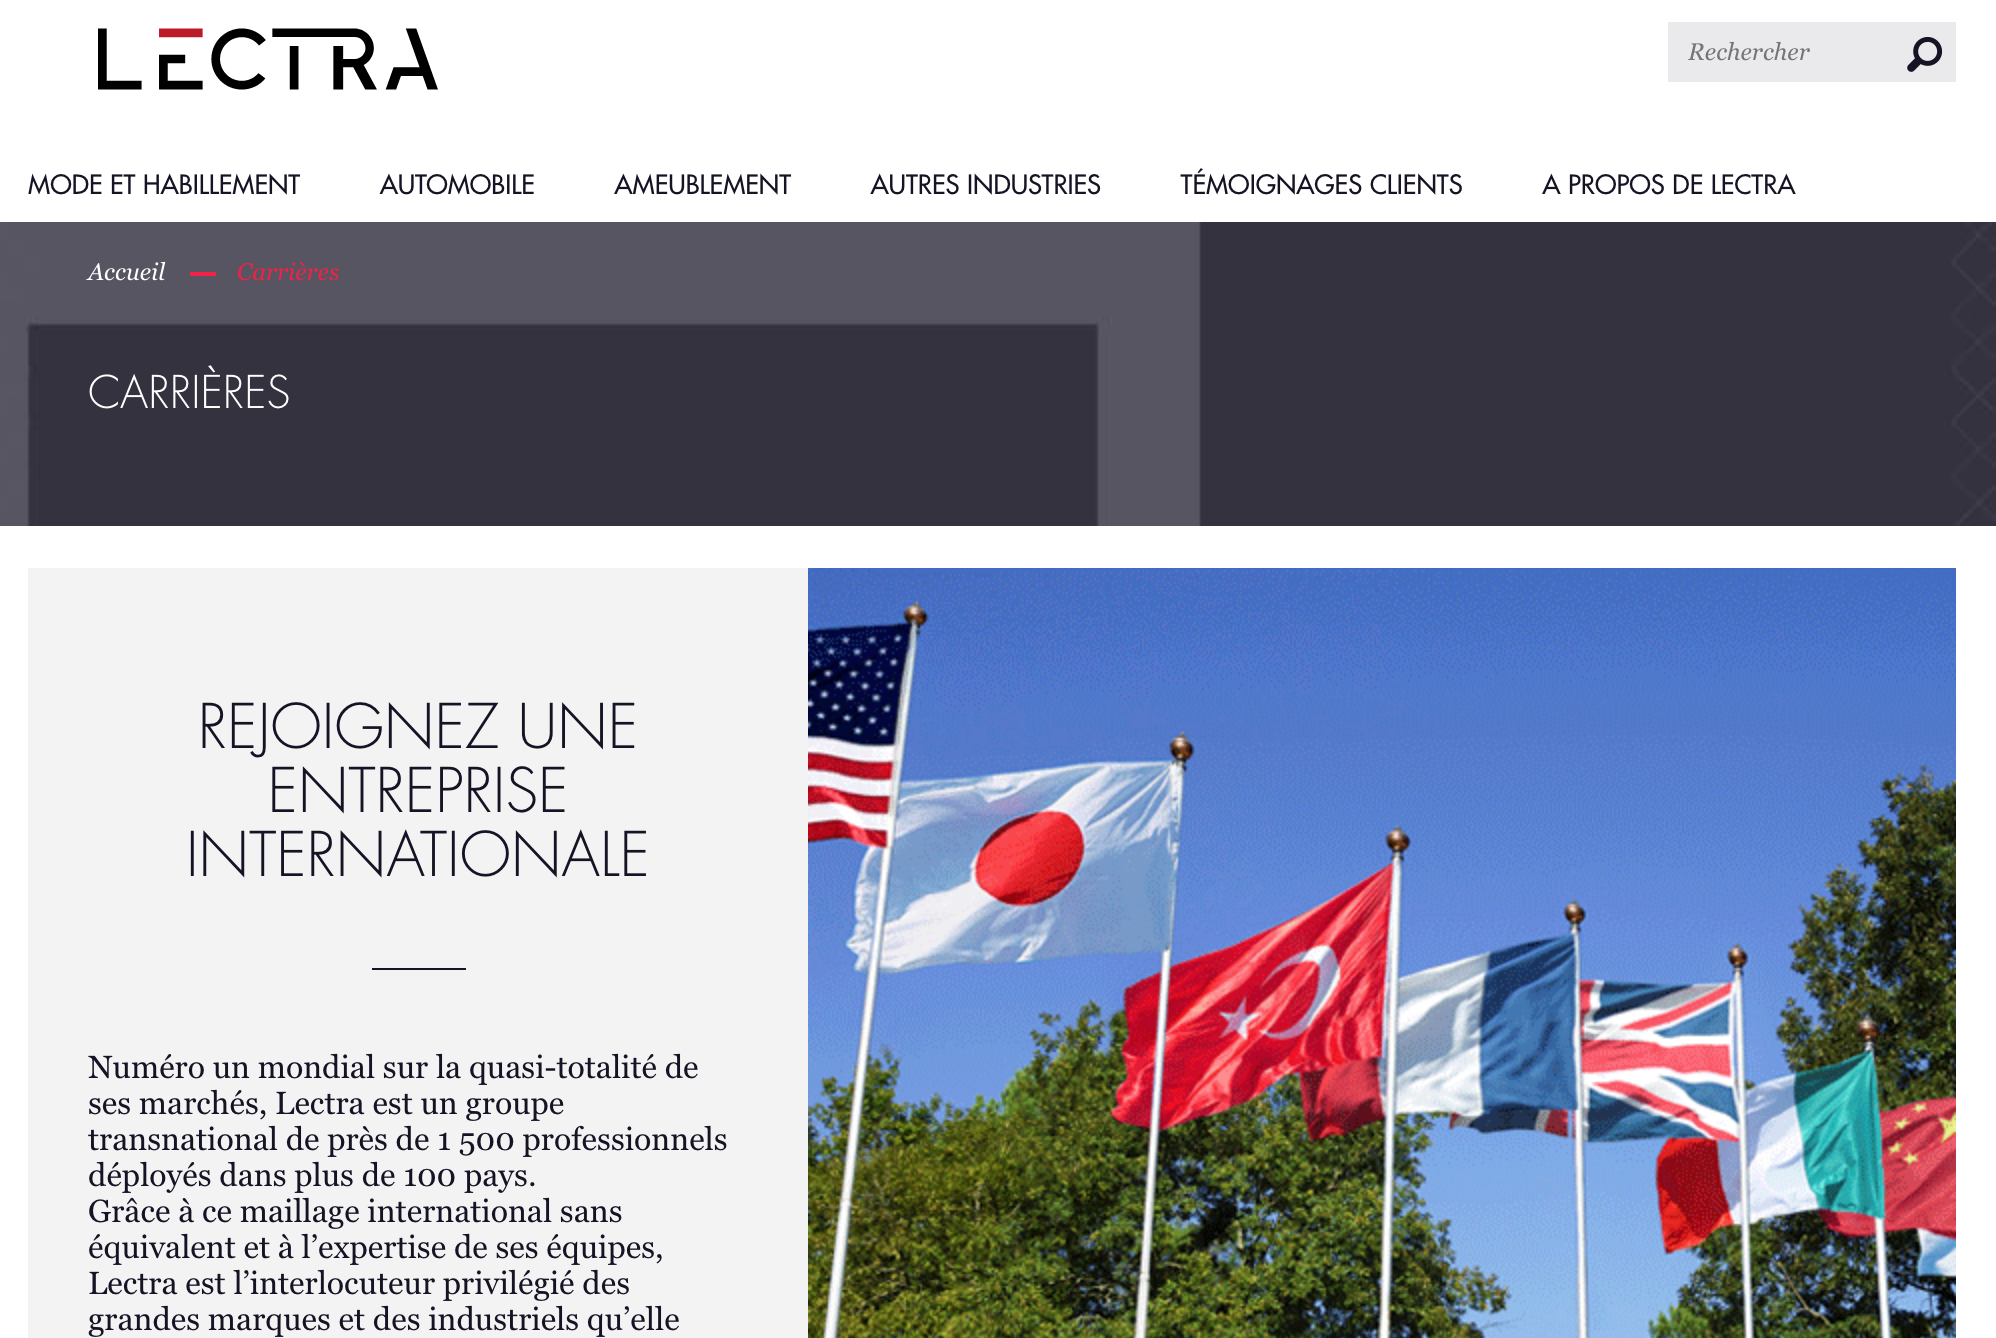 LECTRA
Rechercher
MODE ET HABILLEMENT AUTOMOBILE AMEUBLEMENT AUTRES INDUSTRIES TÉMOIGNAGES CLIENTS A PROPOS DE LECTRA
Accueil — Carrières
CARRIÈRES
REJOIGNEZ UNE
ENTREPRISE
INTERNATIONALE
Numéro un mondial sur la quasi-totalité de
ses marchés, Lectra est un groupe
transnational de près de 1 500 professionnels
déployés dans plus de 100 pays.
Grâce à ce maillage international sans
équivalent et à l’expertise de ses équipes,
Lectra est l’interlocuteur privilégié des
grandes marques et des industriels qu’elle